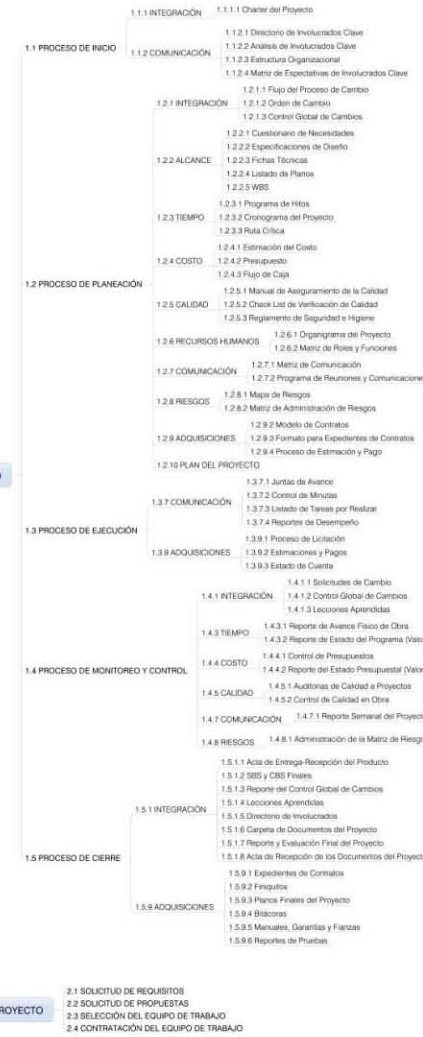 1.1 PROCESO DE INICIO
1.1.1 INTEGRACIÓN
1.1.1.1 Charter del Proyecto
1.1.2 COMUNICACIÓN
1.1.2.1 Directorio de Involucrados Clave
1.1.2.2 Análisis de Involucrados Clave
1.1.2.3 Estructura Organizacional
1.1.2.4 Matriz de Espectativas de Involucrados Clave
1.2 PROCESO DE PLANEACIÓN
1.2.1 INTEGRACIÓN
1.2.1.1 Flujo del Proceso de Cambio
1.2.1.2 Orden de Cambio
1.2.1.3 Control Global de Cambios
1.2.2 ALCANCE
1.2.2.1 Cuestionario de Necesidades
1.2.2.2 Especificaciones de Diseño
1.2.2.3 Fichas Técnicas
1.2.2.4 Listado de Planos
1.2.2.5 WBS
1.2.3 TIEMPO
1.2.3.1 Programa de Hitos
1.2.3.2 Cronograma del Proyecto
1.2.3.3 Ruta Crítica
1.2.4 COSTO
1.2.4.1 Estimación del Costo
1.2.4.2 Presupuesto
1.2.4.3 Flujo de Caja
1.2.5 CALIDAD
1.2.5.1 Manual de Aseguramiento de la Calidad
1.2.5.2 Check List de Verificación de Calidad
1.2.5.3 Reglamento de Seguridad e Higiene
1.2.6 RECURSOS HUMANOS
1.2.6.1 Organigrama del Proyecto
1.2.6.2 Matriz de Roles y Funciones
1.2.7 COMUNICACIÓN
1.2.7.1 Matriz de Comunicación
1.2.7.2 Programa de Reuniones y Comunicacione
1.2.8 RIESGOS
1.2.8.1 Mapa de Riesgos
1.2.8.2 Matriz de Administración de Riesgos
1.2.9 ADQUISICIONES
1.2.9.2 Modelo de Contratos
1.2.9.3 Formato para Expedientes de Contratos
1.2.9.4 Proceso de Estimación y Pago
1.2.10 PLAN DEL PROYECTO
1.3 PROCESO DE EJECUCIÓN
1.3.7 COMUNICACIÓN
1.3.7.1 Juntas de Avance
1.3.7.2 Control de Minutas
1.3.7.3 Listado de Tareas por Realizar
1.3.7.4 Reportes de Desempeño
1.3.9 ADQUISICIONES
1.3.9.1 Proceso de Licitación
1.3.9.2 Estimaciones y Pagos
1.3.9.3 Estado de Cuenta
1.4 PROCESO DE MONITOREO Y CONTROL
1.4.1 INTEGRACIÓN
1.4.1.1 Solicitudes de Cambio
1.4.1.2 Control Global de Cambios
1.4.1.3 Lecciones Aprendidas
1.4.3 TIEMPO
1.4.3.1 Reporte de Avance Físico de Obra
1.4.3.2 Reporte de Estado del Programa (Valor
1.4.4 COSTO
1.4.4.1 Control de Presupuestos
1.4.4.2 Reporte del Estado Presupuestal (Valor
1.4.5 CALIDAD
1.4.5.1 Auditorías de Calidad a Proyectos
1.4.5.2 Control de Calidad en Obra
1.4.7 COMUNICACIÓN
1.4.7.1 Reporte Semanal del Proyect
1.4.8 RIESGOS
1.4.8.1 Administración de la Matriz de Riesgo
1.5 PROCESO DE CIERRE
1.5.1 INTEGRACIÓN
1.5.1.1 Acta de Entrega-Recepción del Producto
1.5.1.2 SBS y CBS Finales
1.5.1.3 Reporte del Control Global de Cambios
1.5.1.4 Lecciones Aprendidas
1.5.1.5 Directorio de Involucrados
1.5.1.6 Carpeta de Documentos del Proyecto
1.5.1.7 Reporte y Evaluación Final del Proyecto
1.5.1.8 Acta de Recepción de los Documentos del Proyect
1.5.9 ADQUISICIONES
1.5.9.1 Expedientes de Contratos
1.5.9.2 Finiquitos
1.5.9.3 Planos Finales del Proyecto
1.5.9.4 Bitácoras
1.5.9.5 Manuales, Garantías y Fianzas
1.5.9.6 Reportes de Pruebas
ROYECTO
2.1 SOLICITUD DE REQUISITOS
2.2 SOLICITUD DE PROPUESTAS
2.3 SELECCIÓN DEL EQUIPO DE TRABAJO
2.4 CONTRATACIÓN DEL EQUIPO DE TRABAJO